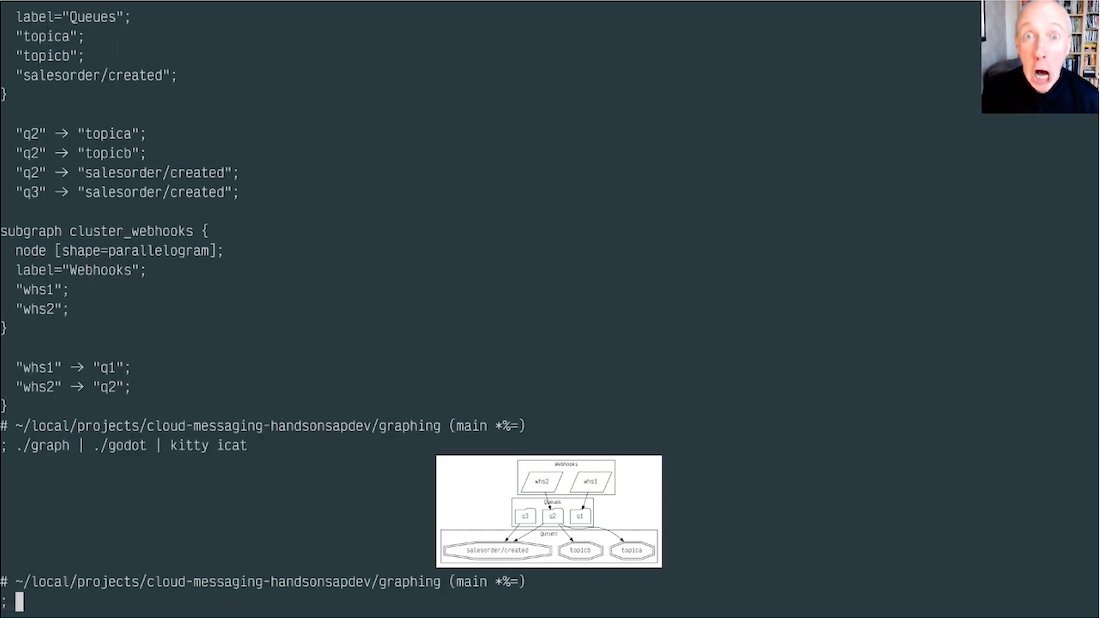 label="Queues";
"topica";
"topicb";
"salesorder/created";
}
"q2" → "topica";
"q2" → "topicb";
"q2" → "salesorder/created";
"q3" → "salesorder/created";
subgraph cluster_webhooks {
node [shape=parallelogram];
label="Webhooks";
"whs1";
"whs2";
}
"whs1" → "q1";
"whs2" → "q2";
}
# ~/local/projects/cloud-messaging-handsonsapdev/graphing (main *%=)
; ./graph | ./godot | kitty icat
Webhooks
whs2 whs1
Queues
q3 q2 q1
Queues
salesorder/created topicb topica
# ~/local/projects/cloud-messaging-handsonsapdev/graphing (main *%=)
;